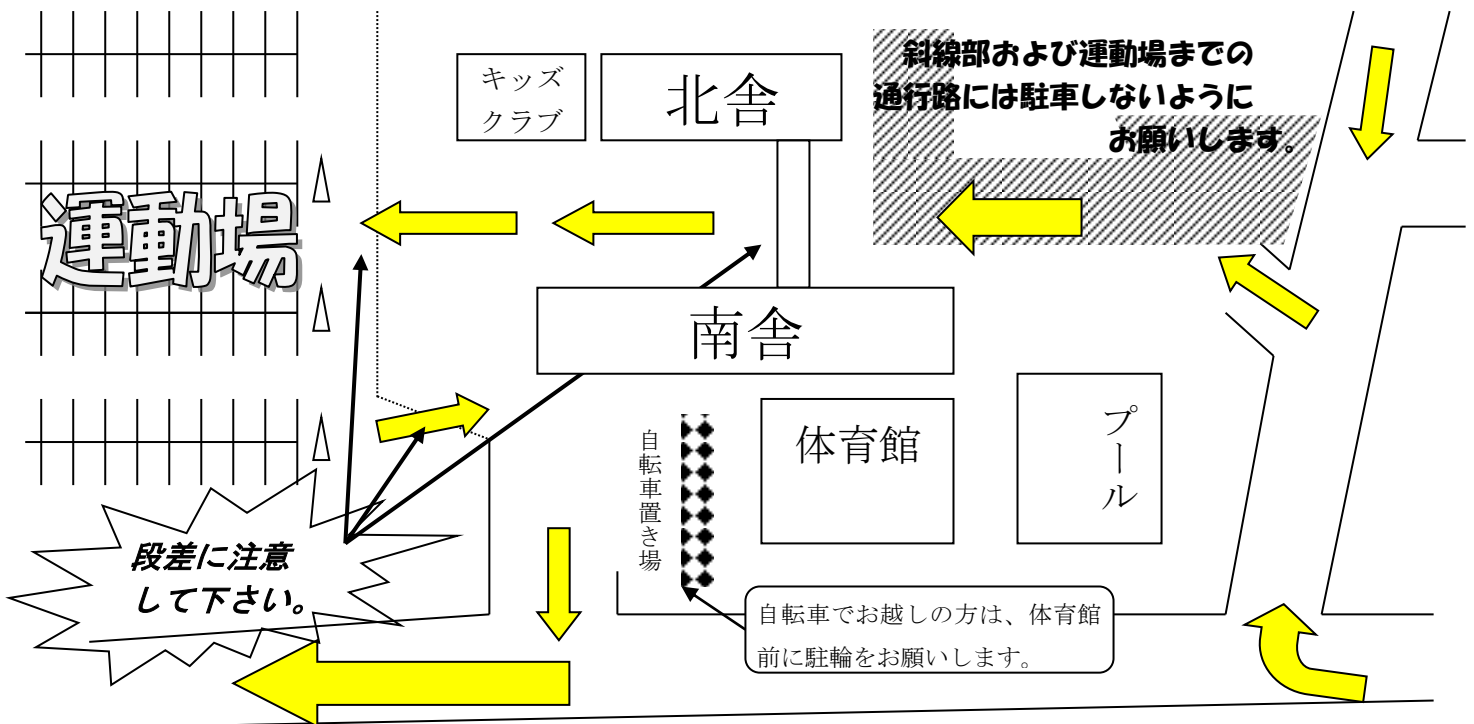 キッズ
クラブ
北舎
斜線部および運動場までの
通行路には駐車しないように
お願いします。
運動場
南舎
自転車置き場
体育館
プール
段差に注意
して下さい。
自転車でお越しの方は、体育館
前に駐輪をお願いします。